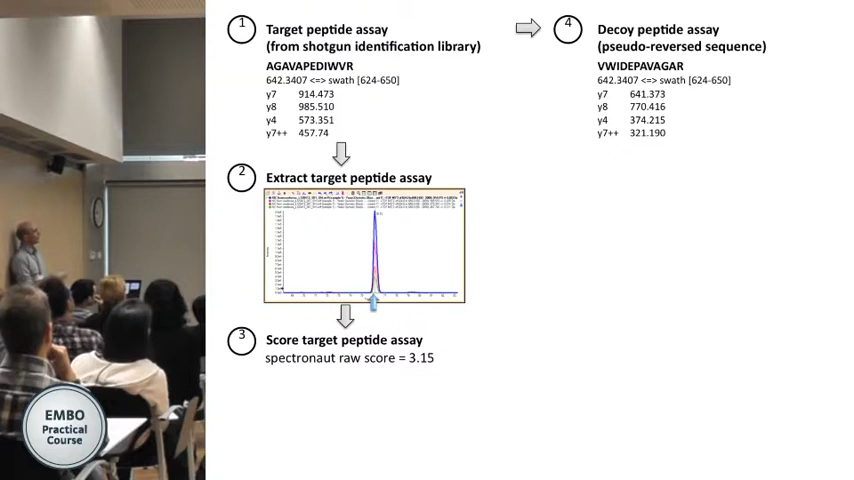 1
Target peptide assay
(from shotgun identification library)
AGAVAPEDIWVR
642.3407 <=> swath [624-650]
y7 914.473
y8 985.510
y4 573.351
y7++ 457.74
2
Extract target peptide assay
3
Score target peptide assay
spectronaut raw score = 3.15
4
Decoy peptide assay
(pseudo-reversed sequence)
VWIDEPAVAGAR
642.3407 <=> swath [624-650]
y7 641.373
y8 770.416
y4 374.215
y7++ 321.190
EMBO
Practical
Course